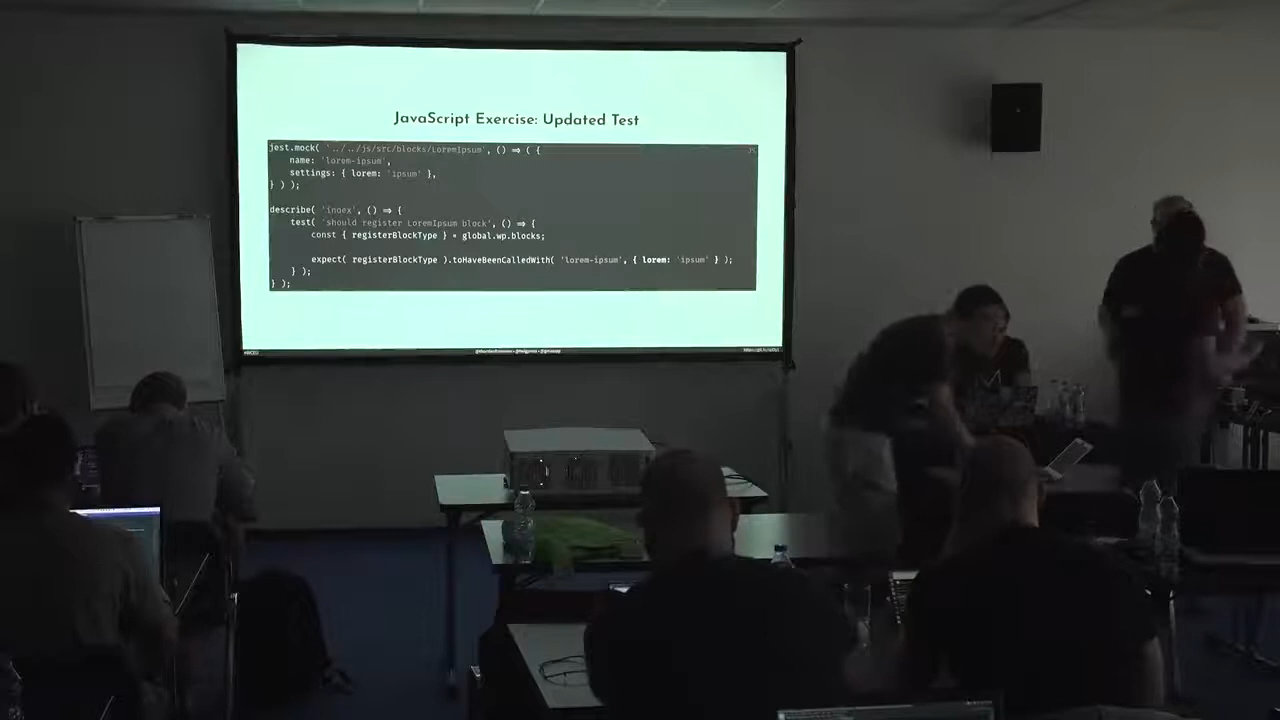 JavaScript Exercise: Updated Test
jest.mock( '../../js/src/blocks/LoremIpsum', () ⇒ ( {
name: 'lorem-ipsum',
settings: { lorem: 'ipsum' },
} ) );
describe( 'index', () ⇒ {
test( 'should register LoremIpsum block', () ⇒ {
const { registerBlockType } = global.wp.blocks;
expect( registerBlockType ).toHaveBeenCalledWith( 'lorem-ipsum', { lorem: 'ipsum' } );
} );
} );
#WCEU